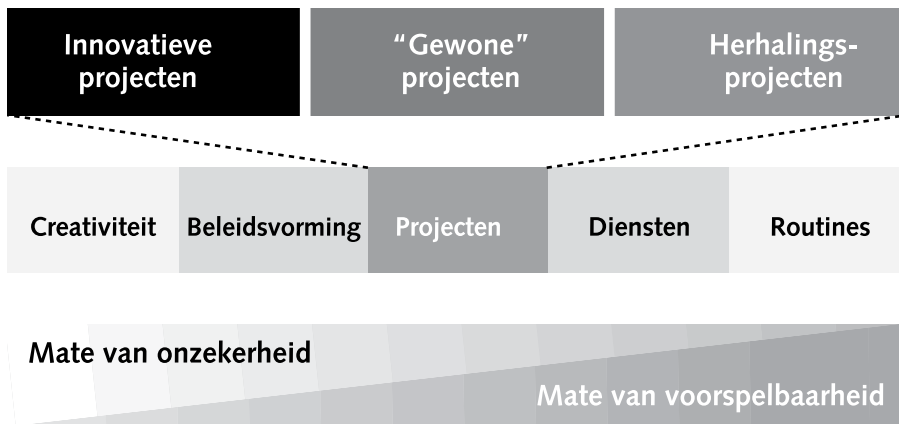 Innovatieve
projecten
“Gewone”
projecten
Herhalings-
projecten
Creativiteit
Beleidsvorming
Projecten
Diensten
Routines
Mate van onzekerheid
Mate van voorspelbaarheid